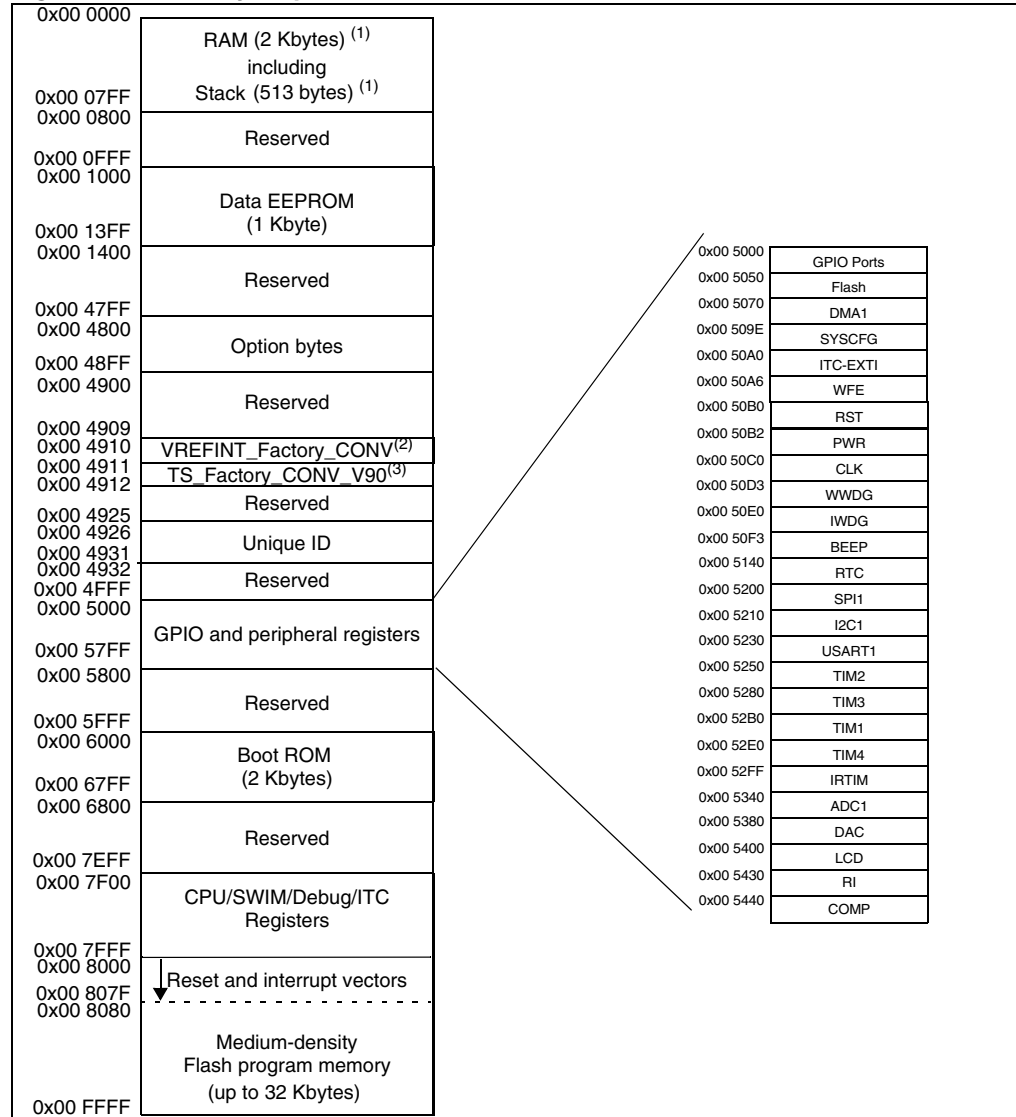 0x00 0000
RAM (2 Kbytes) (1)
including
Stack (513 bytes) (1)
0x00 07FF
0x00 0800
Reserved
0x00 0FFF
0x00 1000
Data EEPROM
(1 Kbyte)
0x00 13FF
0x00 1400
Reserved
0x00 47FF
0x00 4800
Option bytes
0x00 48FF
0x00 4900
Reserved
0x00 4909
0x00 4910
VREFINT_Factory_CONV(2)
0x00 4911
TS_Factory_CONV_V90(3)
0x00 4912
Reserved
0x00 4925
0x00 4926
Unique ID
0x00 4931
0x00 4932
Reserved
0x00 4FFF
0x00 5000
GPIO and peripheral registers
0x00 57FF
0x00 5800
Reserved
0x00 5FFF
0x00 6000
Boot ROM
(2 Kbytes)
0x00 67FF
0x00 6800
Reserved
0x00 7EFF
0x00 7F00
CPU/SWIM/Debug/ITC
Registers
0x00 7FFF
0x00 8000
Reset and interrupt vectors
0x00 807F
0x00 8080
Medium-density
Flash program memory
(up to 32 Kbytes)
0x00 FFFF
0x00 5000
GPIO Ports
0x00 5050
Flash
0x00 5070
DMA1
0x00 509E
SYSCFG
0x00 50A0
ITC-EXTI
0x00 50A6
WFE
0x00 50B0
RST
0x00 50B2
PWR
0x00 50C0
CLK
0x00 50D3
WWDG
0x00 50E0
IWDG
0x00 50F3
BEEP
0x00 5140
RTC
0x00 5200
SPI1
0x00 5210
I2C1
0x00 5230
USART1
0x00 5250
TIM2
0x00 5280
TIM3
0x00 52B0
TIM1
0x00 52E0
TIM4
0x00 52FF
IRTIM
0x00 5340
ADC1
0x00 5380
DAC
0x00 5400
LCD
0x00 5430
RI
0x00 5440
COMP